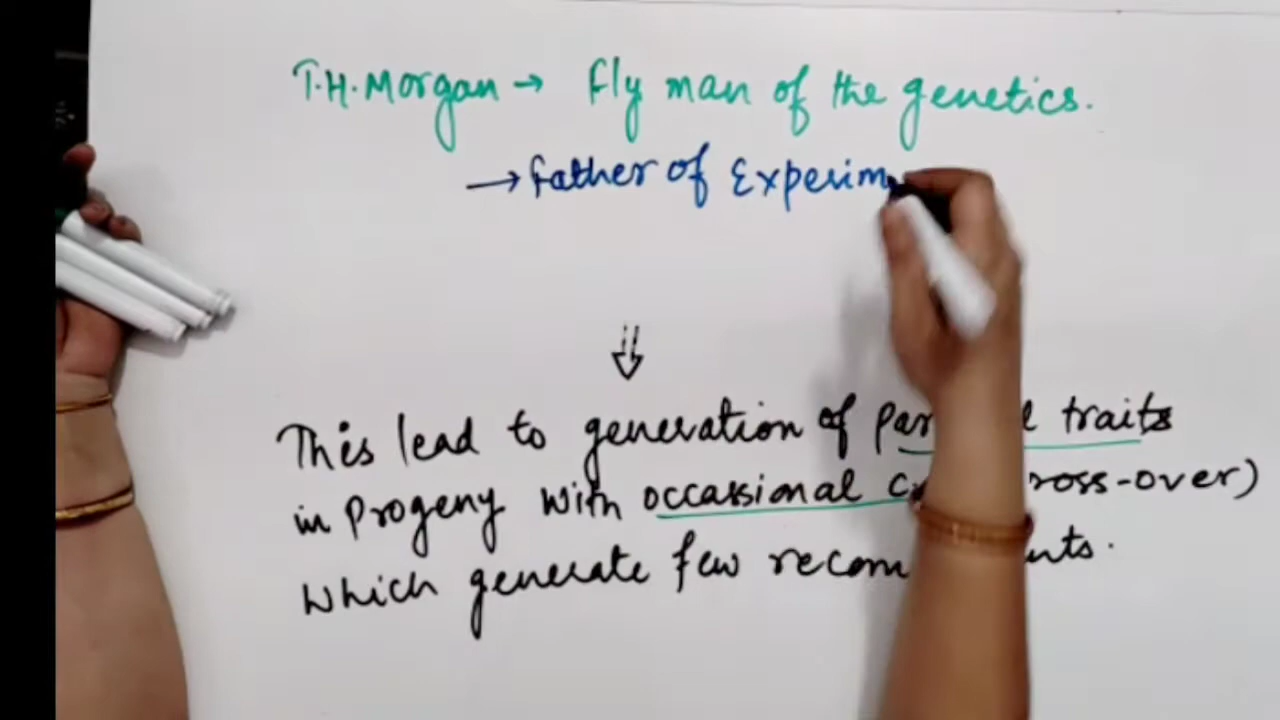 T.H.Morgan → fly man of the genetics.
→ father of Experim
This lead to generation of par traits
in progeny with occassional c ross-over)
which generate few recom nts.